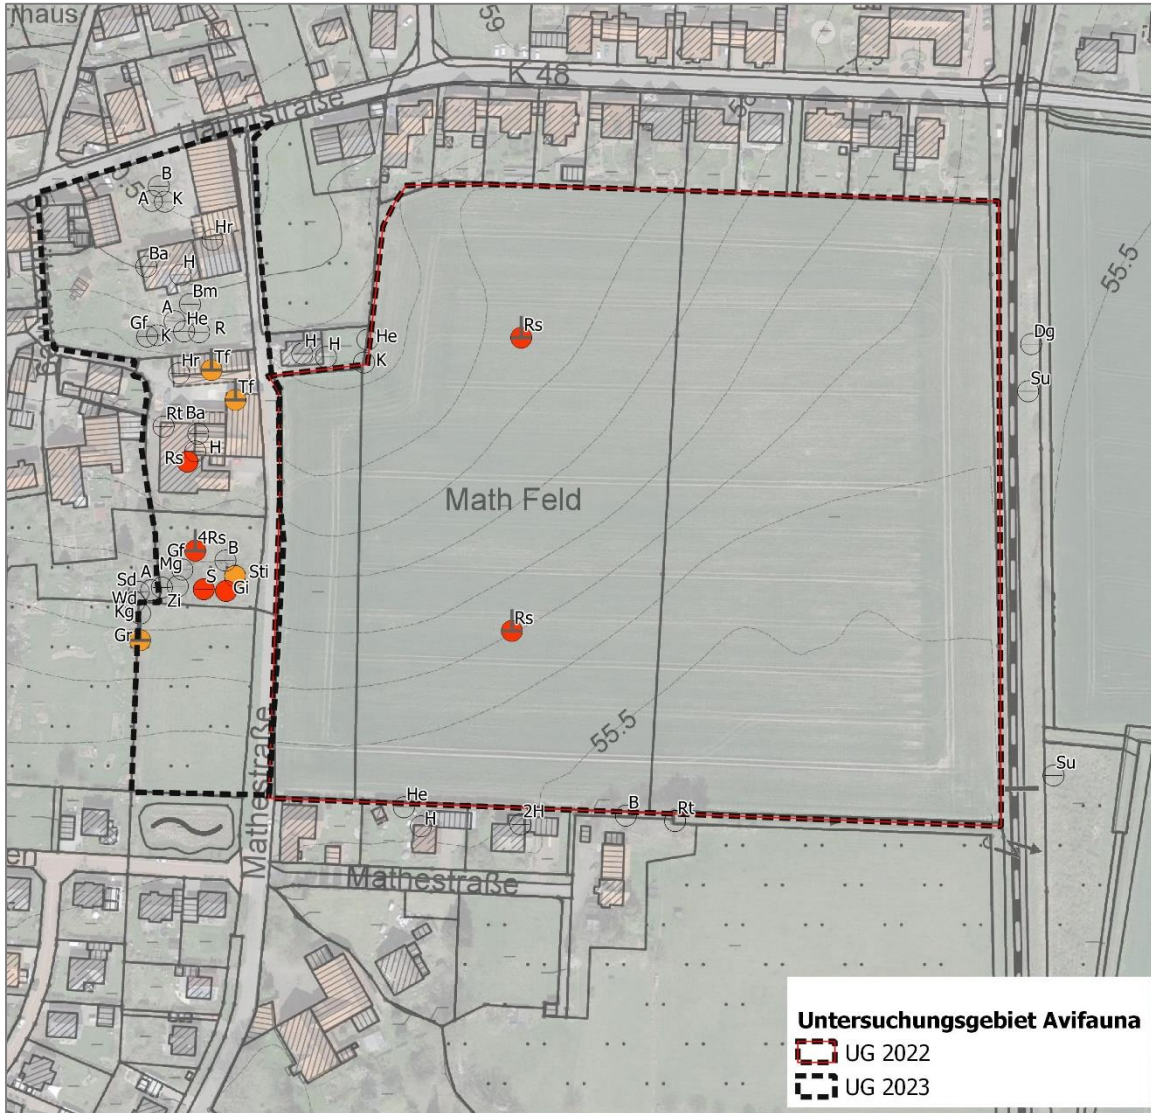 rhaus
59
K 48
B
A
K
Hr
Ba
H
Bm
A
He
R
Gf
K
Hr
Tf
Tf
H
H
He
K
Rs
Dg
Su
55.5
Rt
Ba
H
Rs
Math Feld
4Rs
Gf
B
Mg
Sti
A
S
Gi
Sd
Zi
Wd
Kg
Gr
Rs
55.5
Mathestraße
Su
He
H
2H
B
Rt
Mathestraße
Untersuchungsgebiet Avifauna
UG 2022
UG 2023